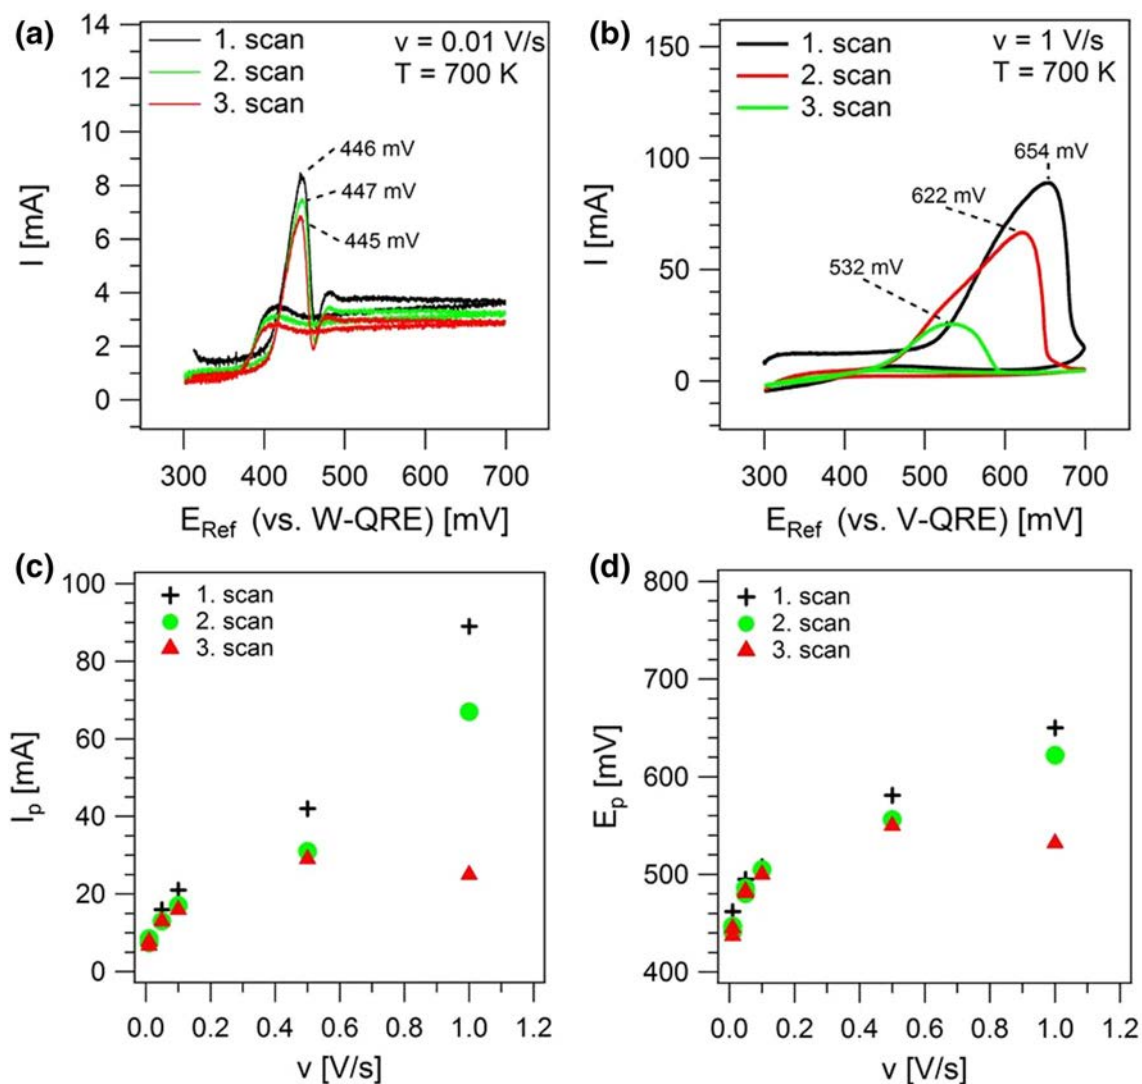 (a)
1. scan
2. scan
3. scan
v = 0.01 V/s
T = 700 K
446 mV
447 mV
445 mV
14
12
10
8
6
4
2
0
I [mA]
300 400 500 600 700
E_Ref (vs. W-QRE) [mV]
(b)
1. scan
2. scan
3. scan
v = 1 V/s
T = 700 K
654 mV
622 mV
532 mV
150
100
50
0
I [mA]
300 400 500 600 700
E_Ref (vs. V-QRE) [mV]
(c)
1. scan
2. scan
3. scan
100
80
60
40
20
0
I_p [mA]
0.0 0.2 0.4 0.6 0.8 1.0 1.2
v [V/s]
(d)
1. scan
2. scan
3. scan
800
700
600
500
400
E_p [mV]
0.0 0.2 0.4 0.6 0.8 1.0 1.2
v [V/s]